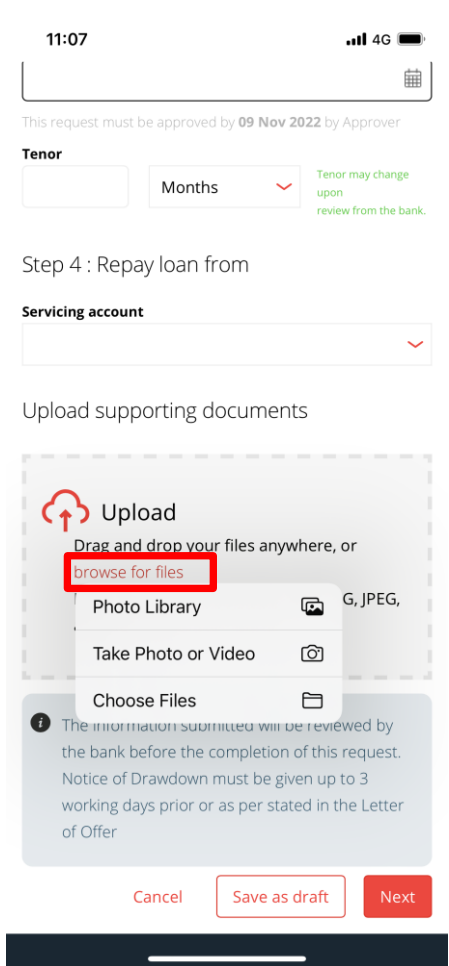 11:07 4G
This request must be approved by 09 Nov 2022 by Approver
Tenor
Months
Tenor may change
upon
review from the bank.
Step 4 : Repay loan from
Servicing account
Upload supporting documents
Upload
Drag and drop your files anywhere, or
browse for files
G, JPEG,
Photo Library
Take Photo or Video
Choose Files
The information submitted will be reviewed by
the bank before the completion of this request.
Notice of Drawdown must be given up to 3
working days prior or as per stated in the Letter
of Offer
Cancel Save as draft Next